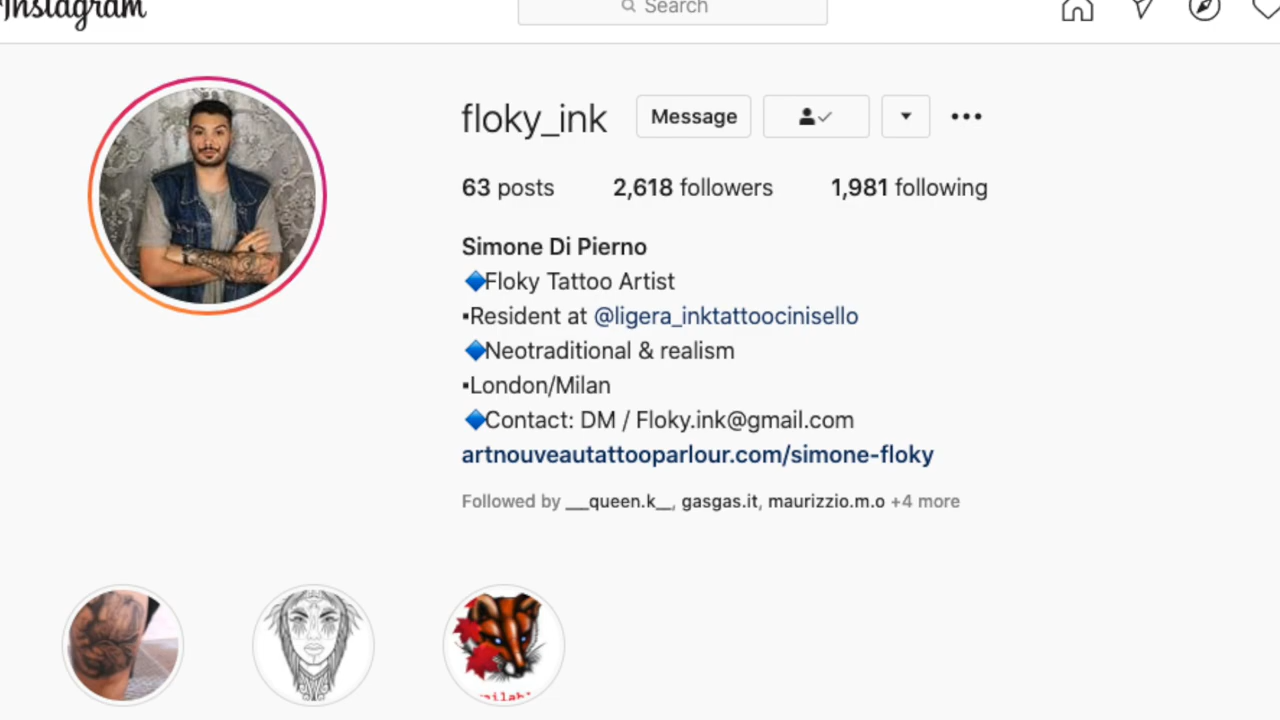 Instagram
Search
floky_ink Message
63 posts 2,618 followers 1,981 following
Simone Di Pierno
🔷Floky Tattoo Artist
▪Resident at @ligera_inktattoocinisello
🔷Neotraditional & realism
▪London/Milan
🔷Contact: DM / Floky.ink@gmail.com
artnouveautattooparlour.com/simone-floky
Followed by ___queen.k__, gasgas.it, maurizzio.m.o +4 more